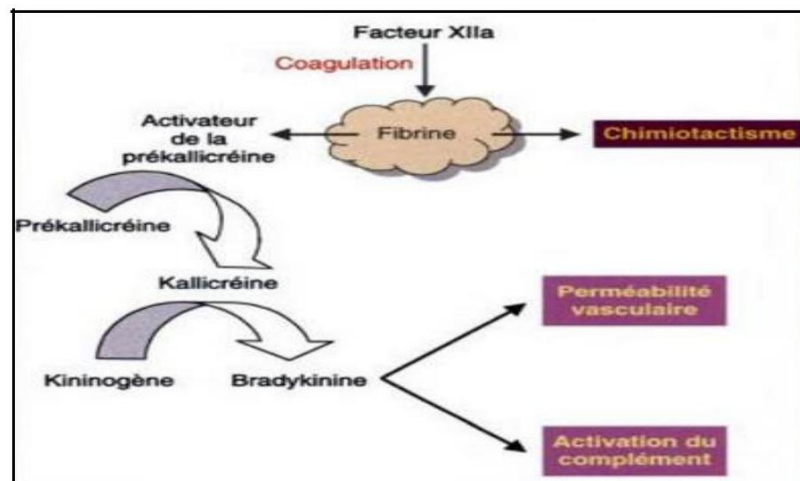 Facteur XIIa
Coagulation
Activateur
de la
prékallicréine
Fibrine
Chimiotactisme
Prékallicréine
Kallicréine
Perméabilité
vasculaire
Kininogène
Bradykinine
Activation du
complément